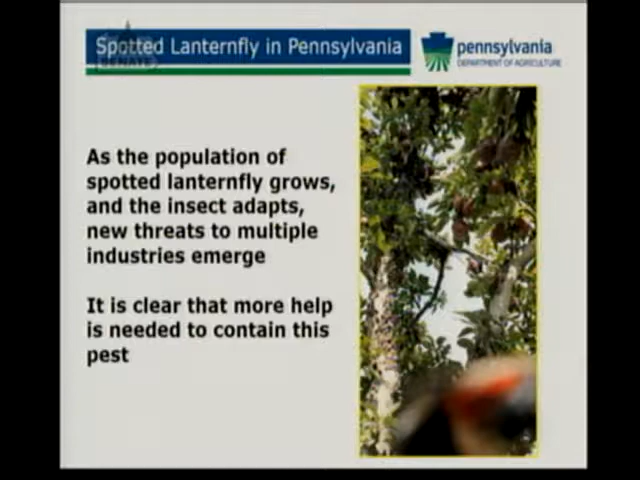 Spotted Lanternfly in Pennsylvania
SENATE
pennsylvania
DEPARTMENT OF AGRICULTURE
As the population of
spotted lanternfly grows,
and the insect adapts,
new threats to multiple
industries emerge
It is clear that more help
is needed to contain this
pest